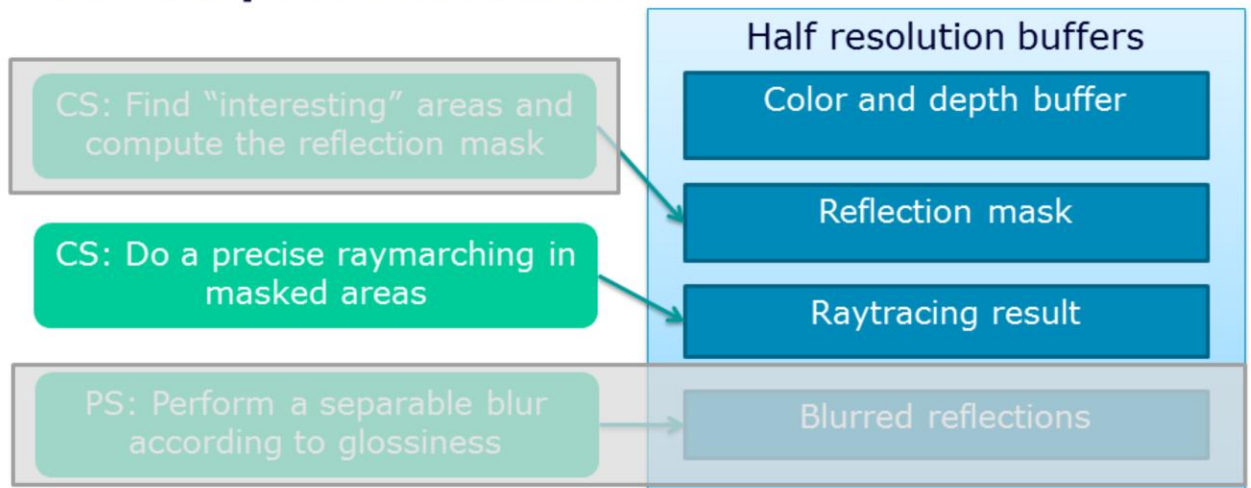 Half resolution buffers
CS: Find “interesting” areas and
compute the reflection mask
Color and depth buffer
Reflection mask
CS: Do a precise raymarching in
masked areas
Raytracing result
PS: Perform a separable blur
according to glossiness
Blurred reflections